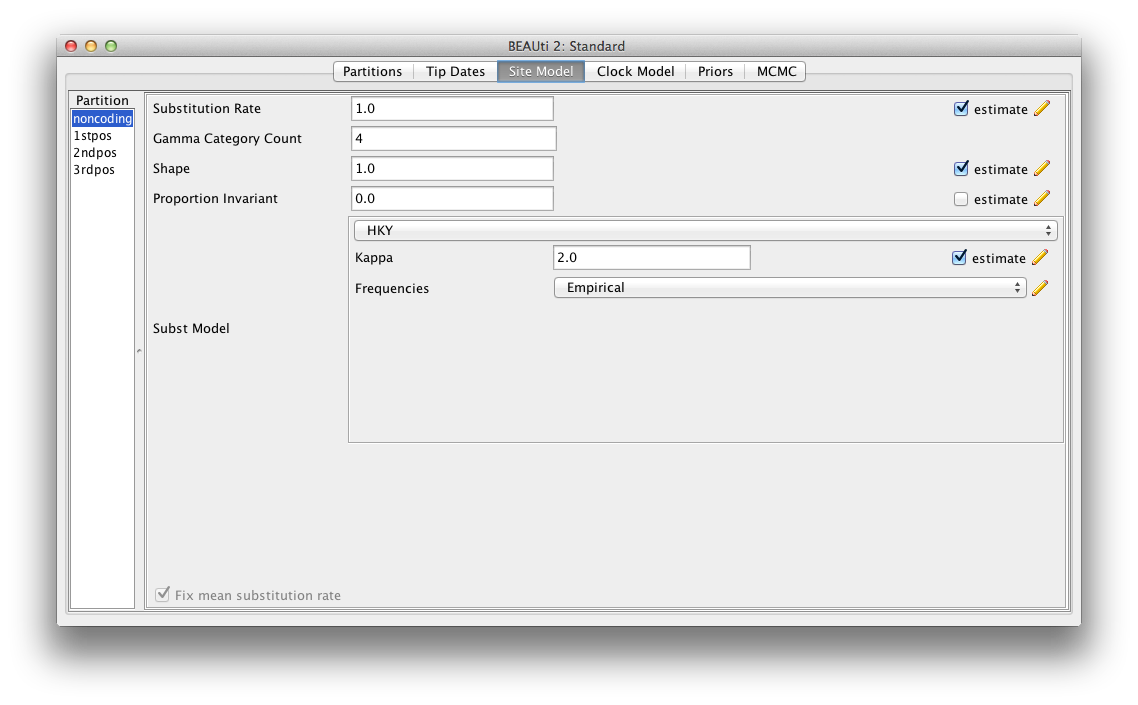 BEAUti 2: Standard
Partitions Tip Dates Site Model Clock Model Priors MCMC
Partition
noncoding
1stpos
2ndpos
3rdpos
Substitution Rate 1.0 estimate
Gamma Category Count 4
Shape 1.0 estimate
Proportion Invariant 0.0 estimate
HKY
Kappa 2.0 estimate
Frequencies Empirical
Subst Model
Fix mean substitution rate